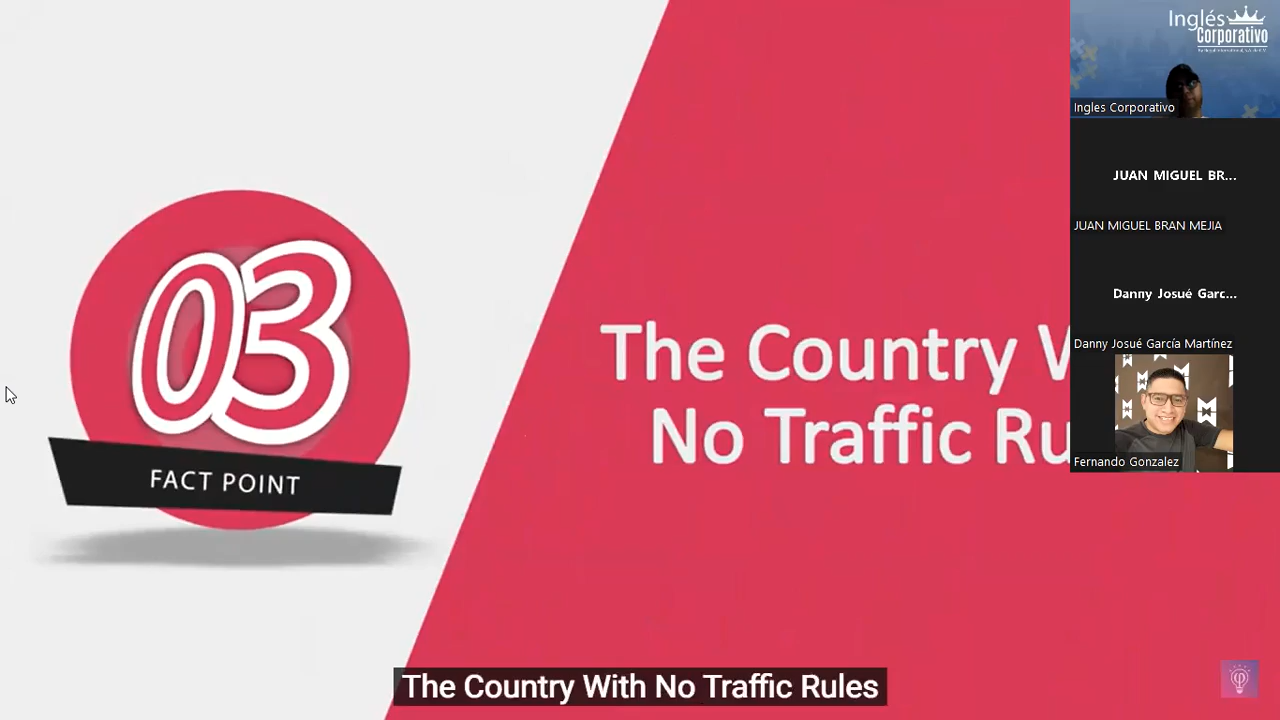 03
FACT POINT
The Country
No Traffic Ru
The Country With No Traffic Rules
Inglés
Corporativo
Ingles Corporativo
JUAN MIGUEL BR...
JUAN MIGUEL BRAN MEJIA
Danny Josué Garc...
Danny Josué García Martínez
Fernando Gonzalez